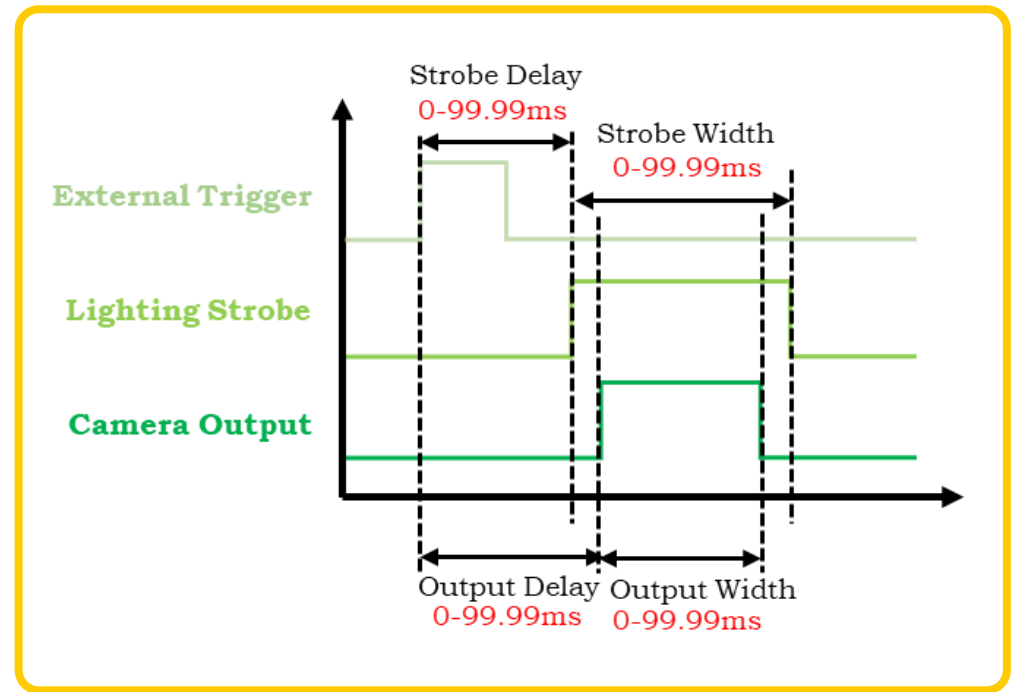 Strobe Delay
0-99.99ms
Strobe Width
0-99.99ms
External Trigger
Lighting Strobe
Camera Output
Output Delay
0-99.99ms
Output Width
0-99.99ms